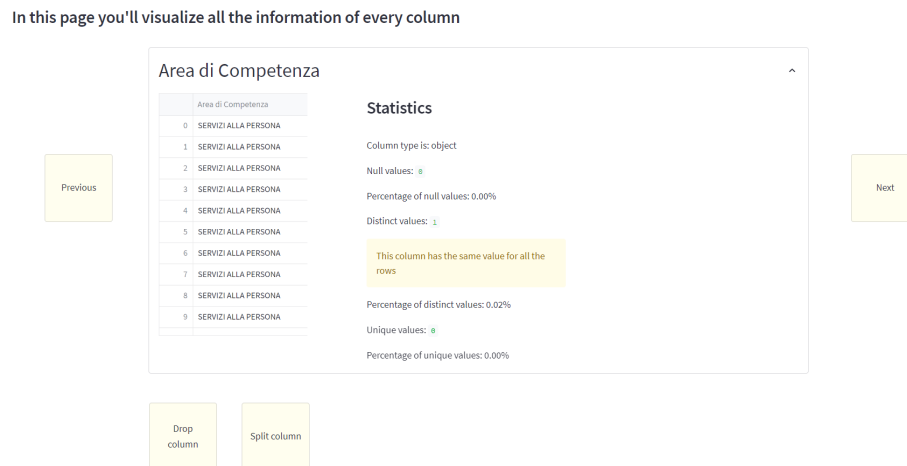 In this page you'll visualize all the information of every column
Area di Competenza
Area di Competenza
0 SERVIZI ALLA PERSONA
1 SERVIZI ALLA PERSONA
2 SERVIZI ALLA PERSONA
3 SERVIZI ALLA PERSONA
4 SERVIZI ALLA PERSONA
5 SERVIZI ALLA PERSONA
6 SERVIZI ALLA PERSONA
7 SERVIZI ALLA PERSONA
8 SERVIZI ALLA PERSONA
9 SERVIZI ALLA PERSONA
Statistics
Column type is: object
Null values: 0
Percentage of null values: 0.00%
Distinct values: 1
This column has the same value for all the
rows
Percentage of distinct values: 0.02%
Unique values: 0
Percentage of unique values: 0.00%
Previous
Next
Drop
column
Split column